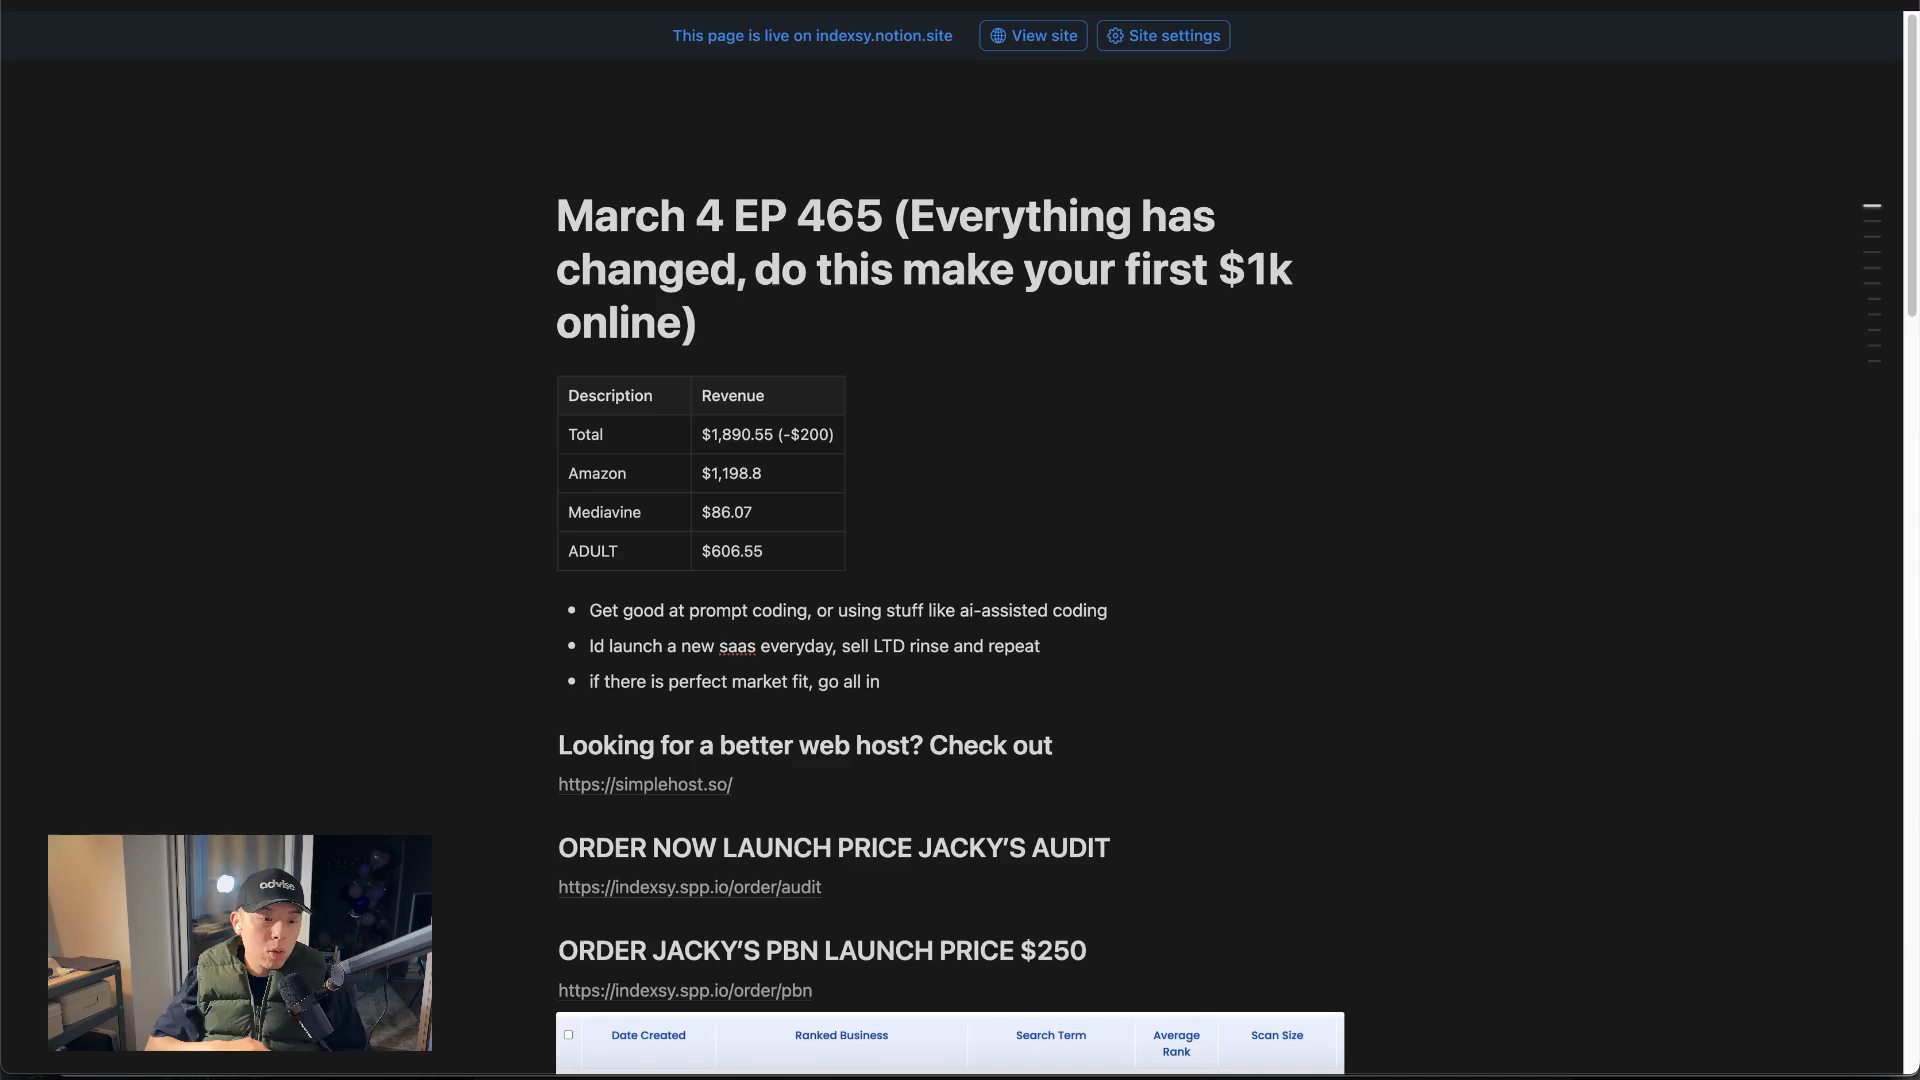 This page is live on indexsy.notion.site View site Site settings
March 4 EP 465 (Everything has
changed, do this make your first $1k
online)
Description Revenue
Total $1,890.55 (-$200)
Amazon $1,198.8
Mediavine $86.07
ADULT $606.55
Get good at prompt coding, or using stuff like ai-assisted coding
Id launch a new saas everyday, sell LTD rinse and repeat
if there is perfect market fit, go all in
Looking for a better web host? Check out
https://simplehost.so/
ORDER NOW LAUNCH PRICE JACKY’S AUDIT
https://indexsy.spp.io/order/audit
ORDER JACKY’S PBN LAUNCH PRICE $250
https://indexsy.spp.io/order/pbn
Date Created Ranked Business Search Term Average Rank Scan Size
advise